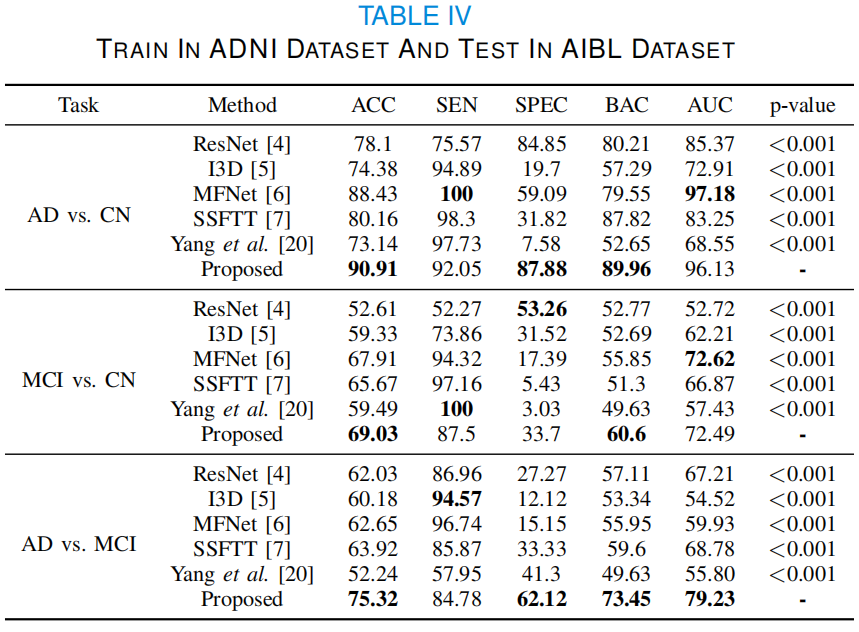 TABLE IV
TRAIN IN ADNI DATASET AND TEST IN AIBL DATASET
Task Method ACC SEN SPEC BAC AUC p-value
ResNet [4] 78.1 75.57 84.85 80.21 85.37 <0.001
I3D [5] 74.38 94.89 19.7 57.29 72.91 <0.001
MFNet [6] 88.43 100 59.09 79.55 97.18 <0.001
AD vs. CN
SSFTT [7] 80.16 98.3 31.82 87.82 83.25 <0.001
Yang et al. [20] 73.14 97.73 7.58 52.65 68.55 <0.001
Proposed 90.91 92.05 87.88 89.96 96.13 -
ResNet [4] 52.61 52.27 53.26 52.77 52.72 <0.001
I3D [5] 59.33 73.86 31.52 52.69 62.21 <0.001
MFNet [6] 67.91 94.32 17.39 55.85 72.62 <0.001
MCI vs. CN
SSFTT [7] 65.67 97.16 5.43 51.3 66.87 <0.001
Yang et al. [20] 59.49 100 3.03 49.63 57.43 <0.001
Proposed 69.03 87.5 33.7 60.6 72.49 -
ResNet [4] 62.03 86.96 27.27 57.11 67.21 <0.001
I3D [5] 60.18 94.57 12.12 53.34 54.52 <0.001
MFNet [6] 62.65 96.74 15.15 55.95 59.93 <0.001
AD vs. MCI
SSFTT [7] 63.92 85.87 33.33 59.6 68.78 <0.001
Yang et al. [20] 52.24 57.95 41.3 49.63 55.80 <0.001
Proposed 75.32 84.78 62.12 73.45 79.23 -